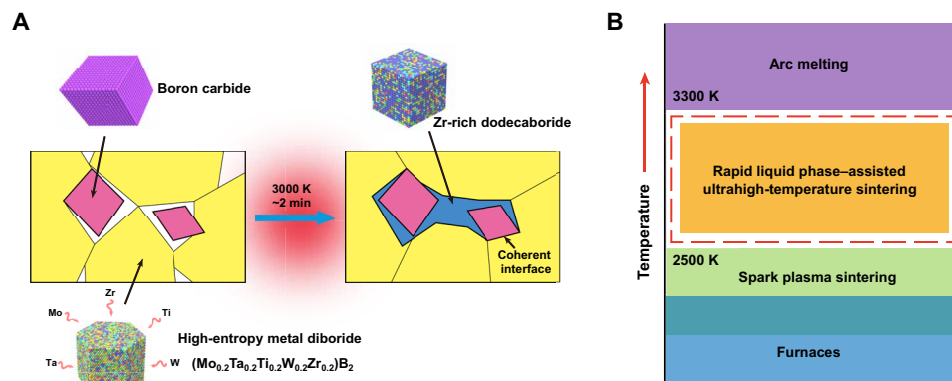 A
Boron carbide
Zr-rich dodecaboride
3000 K
~2 min
Coherent
interface
Zr
Mo
Ti
Ta
W
High-entropy metal diboride
(Mo0.2Ta0.2Ti0.2W0.2Zr0.2)B2
B
Temperature
Arc melting
3300 K
Rapid liquid phase–assisted
ultrahigh-temperature sintering
2500 K
Spark plasma sintering
Furnaces